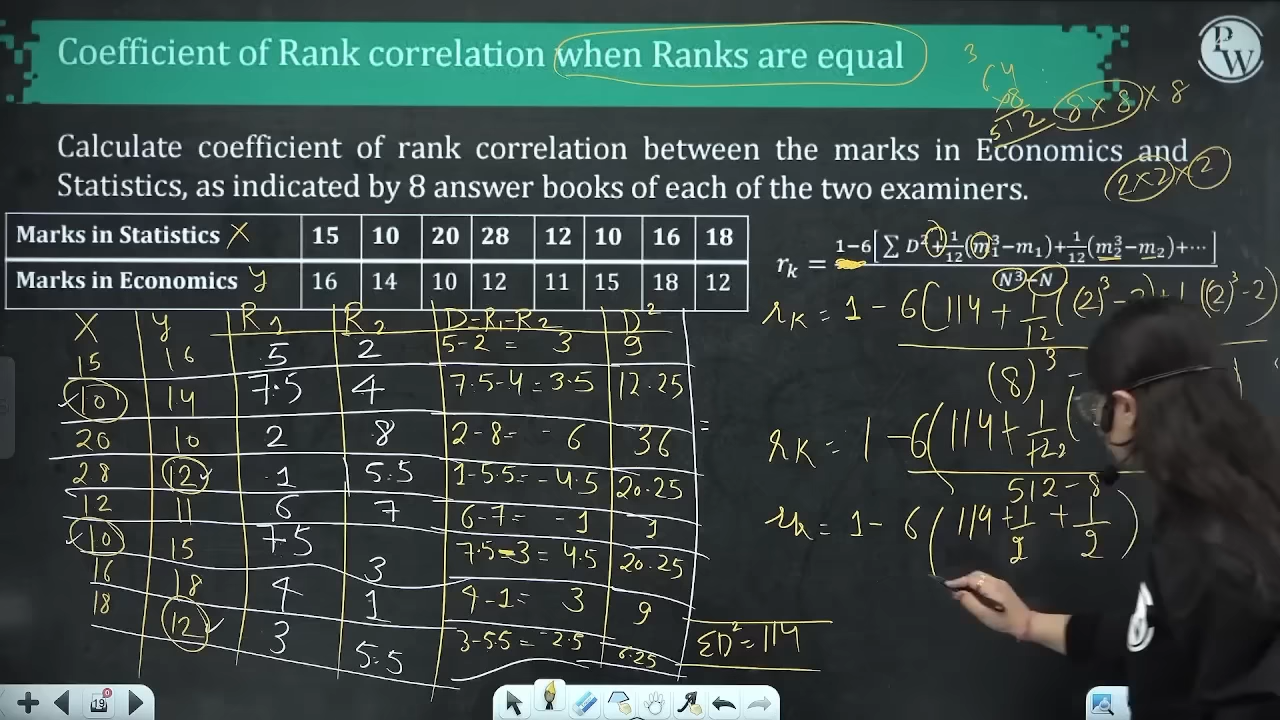 Coefficient of Rank correlation when Ranks are equal
PW
3
64
×8
512
8 × 8 × 8
2×2×2
Calculate coefficient of rank correlation between the marks in Economics and
Statistics, as indicated by 8 answer books of each of the two examiners.
Marks in Statistics X 15 10 20 28 12 10 16 18
Marks in Economics y 16 14 10 12 11 15 18 12
r_k = 1−6[∑ D² + 1/12 (m₁³−m₁) + 1/12 (m₂³−m₂) + ⋯] / N³−N
X y R1 R2 D=R1-R2 D²
15 16 5 2 5-2 = 3 9
10 14 7.5 4 7.5-4 = 3.5 12.25
20 10 2 8 2-8= -6 36
28 12 1 5.5 1-5.5= -4.5 20.25
12 11 6 7 6-7= -1 1
10 15 7.5 3 7.5-3 = 4.5 20.25
16 18 4 1 4-1= 3 9
18 12 3 5.5 3-5.5= -2.5 6.25
ΣD²=114
rK = 1 - 6(114 + 1/12 ((2)³-2) ((2)³-2)
(8)³ -
=
rK = 1 - 6(114 + 1/12 (
512-8
rk = 1 - 6(114 + 1/2 + 1/2)
19